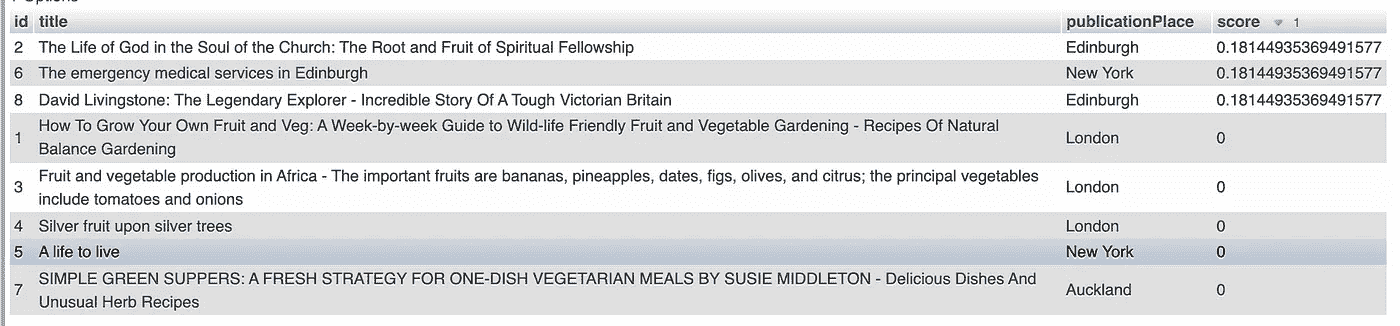 id title publicationPlace score 1
2 The Life of God in the Soul of the Church: The Root and Fruit of Spiritual Fellowship Edinburgh 0.18144935369491577
6 The emergency medical services in Edinburgh New York 0.18144935369491577
8 David Livingstone: The Legendary Explorer - Incredible Story Of A Tough Victorian Britain Edinburgh 0.18144935369491577
1 How To Grow Your Own Fruit and Veg: A Week-by-week Guide to Wild-life Friendly Fruit and Vegetable Gardening - Recipes Of Natural
Balance Gardening London 0
3 Fruit and vegetable production in Africa - The important fruits are bananas, pineapples, dates, figs, olives, and citrus; the principal vegetables
include tomatoes and onions London 0
4 Silver fruit upon silver trees London 0
5 A life to live New York 0
7 SIMPLE GREEN SUPPERS: A FRESH STRATEGY FOR ONE-DISH VEGETARIAN MEALS BY SUSIE MIDDLETON - Delicious Dishes And
Unusual Herb Recipes Auckland 0